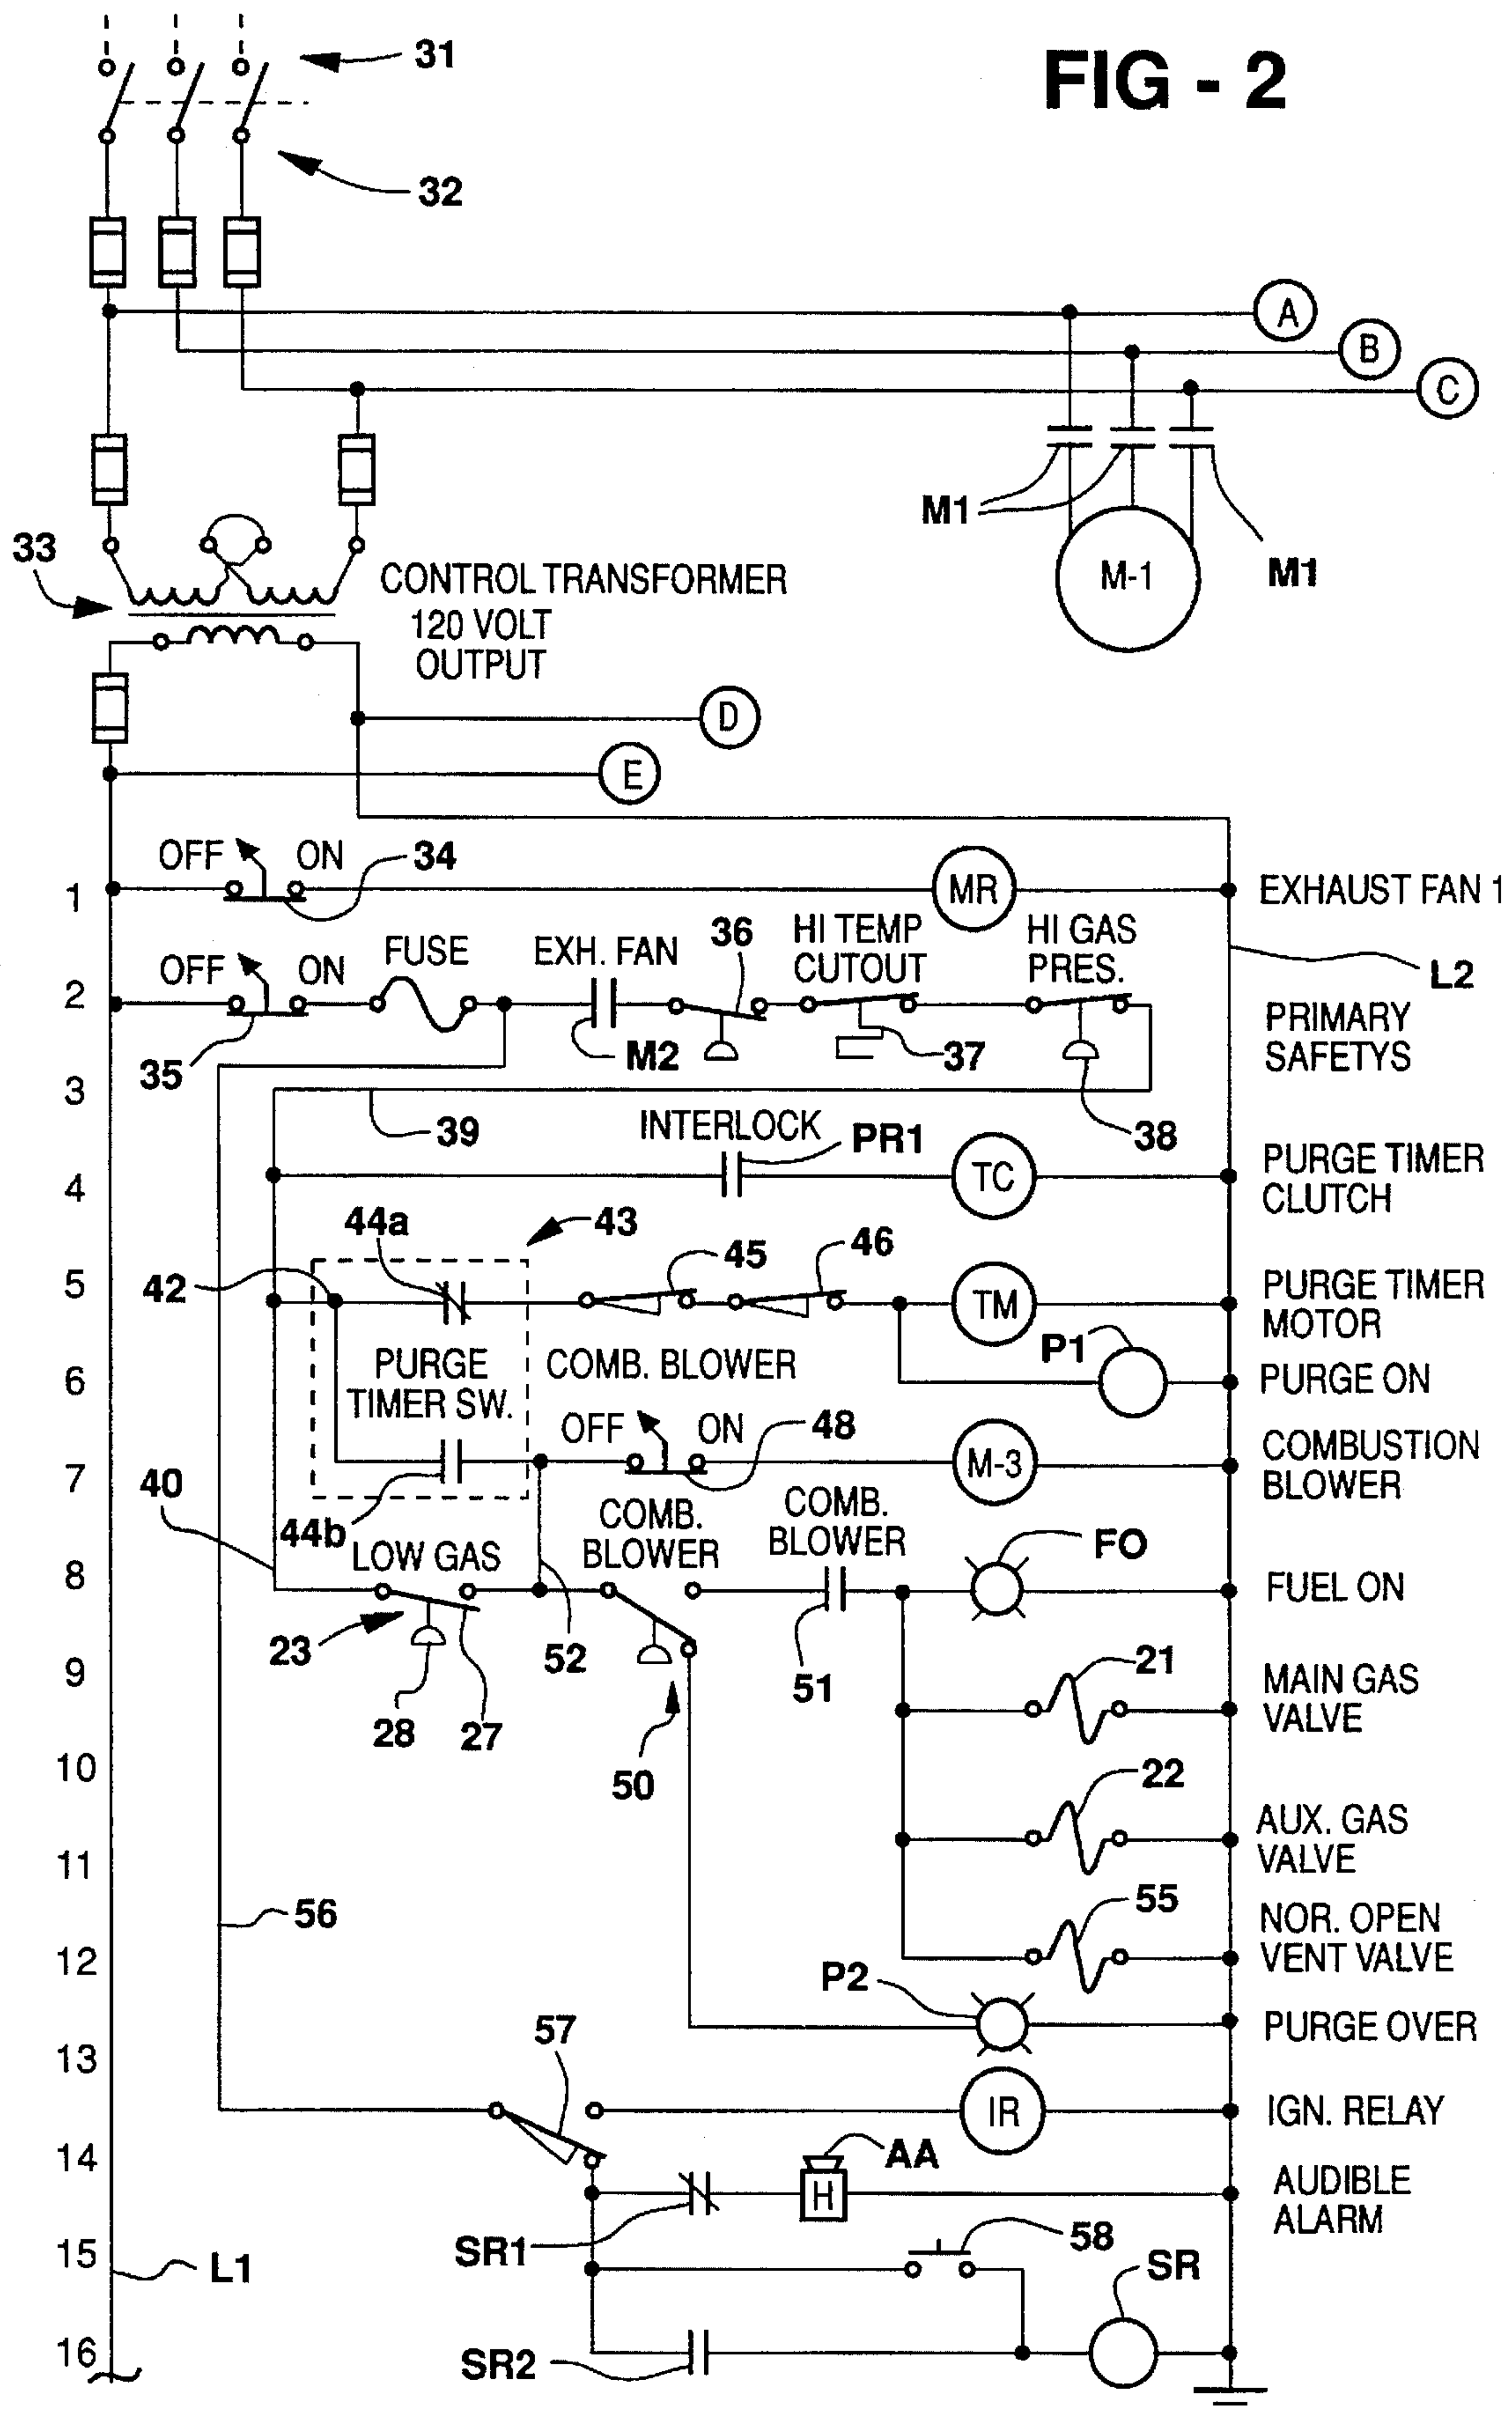 FIG - 2
31
32
A
B
C
M1
M1
M-1
33
CONTROL TRANSFORMER
120 VOLT
OUTPUT
D
E
1
OFF
ON
34
MR
EXHAUST FAN 1
2
OFF
ON
35
FUSE
EXH. FAN
M2
36
HI TEMP
CUTOUT
37
HI GAS
PRES.
38
L2
PRIMARY
SAFETYS
3
39
4
INTERLOCK
PR1
TC
PURGE TIMER
CLUTCH
5
42
44a
43
45
46
TM
PURGE TIMER
MOTOR
6
PURGE
TIMER SW.
COMB. BLOWER
P1
PURGE ON
7
44b
OFF
ON
48
M-3
COMBUSTION
BLOWER
40
8
LOW GAS
23
28
27
52
COMB.
BLOWER
50
COMB.
BLOWER
51
FO
FUEL ON
9
21
MAIN GAS
VALVE
10
22
AUX. GAS
VALVE
11
56
55
NOR. OPEN
VENT VALVE
12
P2
PURGE OVER
13
57
IR
IGN. RELAY
14
AA
H
AUDIBLE
ALARM
SR1
15
L1
58
SR
16
SR2